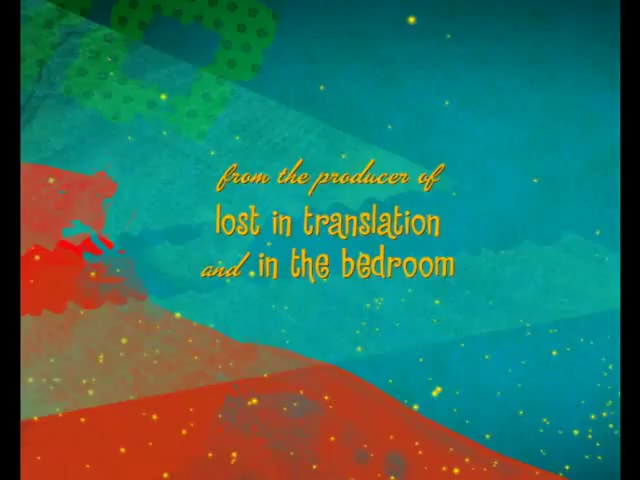 from the producer of
lost in translation
and in the bedroom